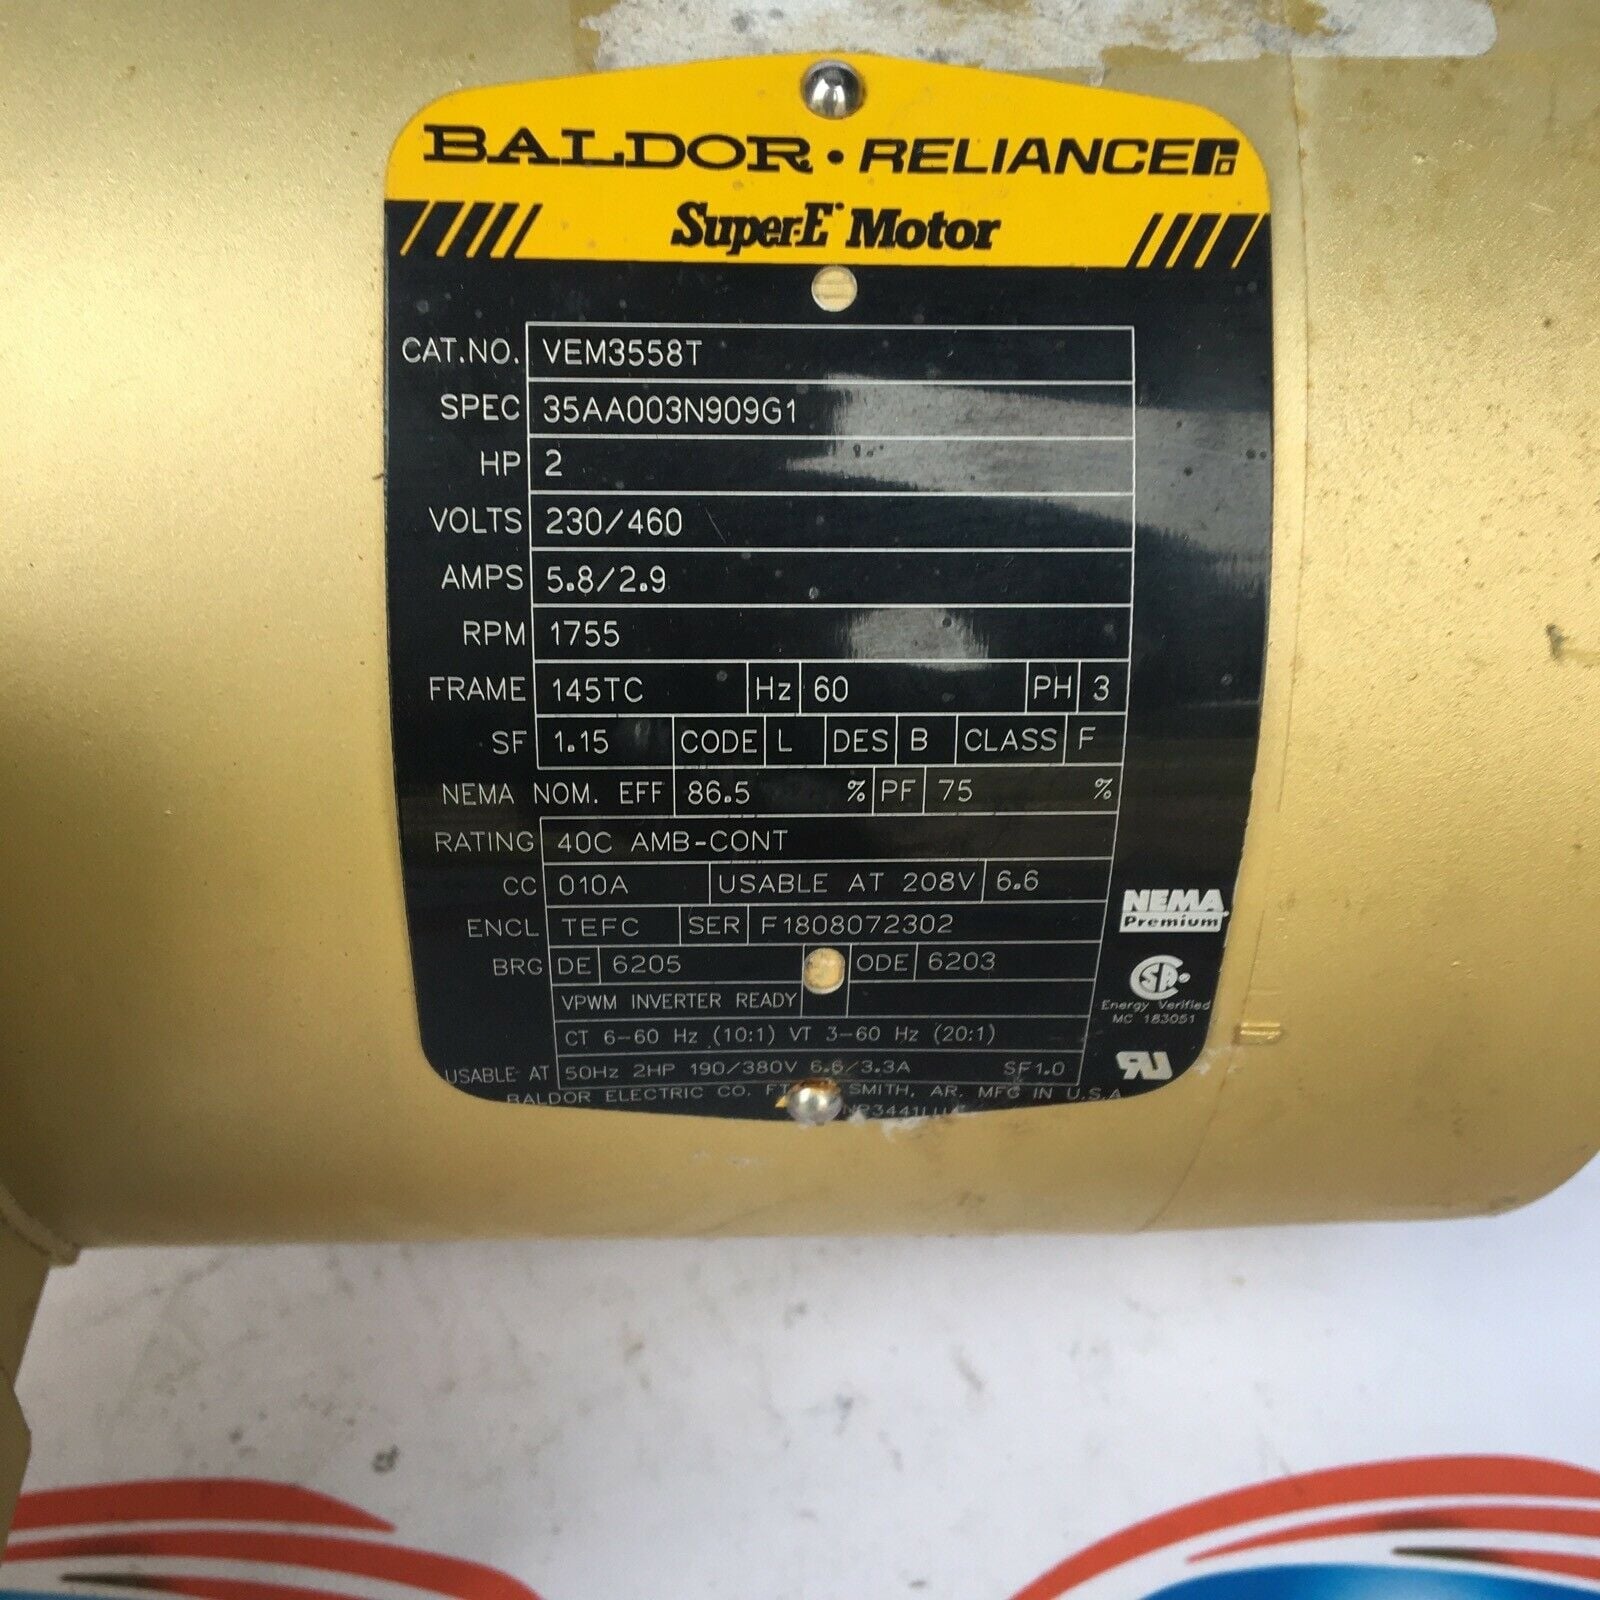 BALDOR • RELIANCE
Super-E Motor
CAT.NO. VEM3558T
SPEC 35AA003N909G1
HP 2
VOLTS 230/460
AMPS 5.8/2.9
RPM 1755
FRAME 145TC Hz 60 PH 3
SF 1.15 CODE L DES B CLASS F
NEMA NOM. EFF 86.5 % PF 75 %
RATING 40C AMB-CONT
CC 010A USABLE AT 208V 6.6
ENCL TEFC SER F1808072302
BRG DE 6205 ODE 6203
VPWM INVERTER READY
CT 6-60 Hz (10:1) VT 3-60 Hz (20:1)
USABLE AT 50Hz 2HP 190/380V 6.6/3.3A SF1.0
BALDOR ELECTRIC CO. SMITH, AR. MFG IN U.S.A
NEMA
Premium
Energy Verified
MC 183051